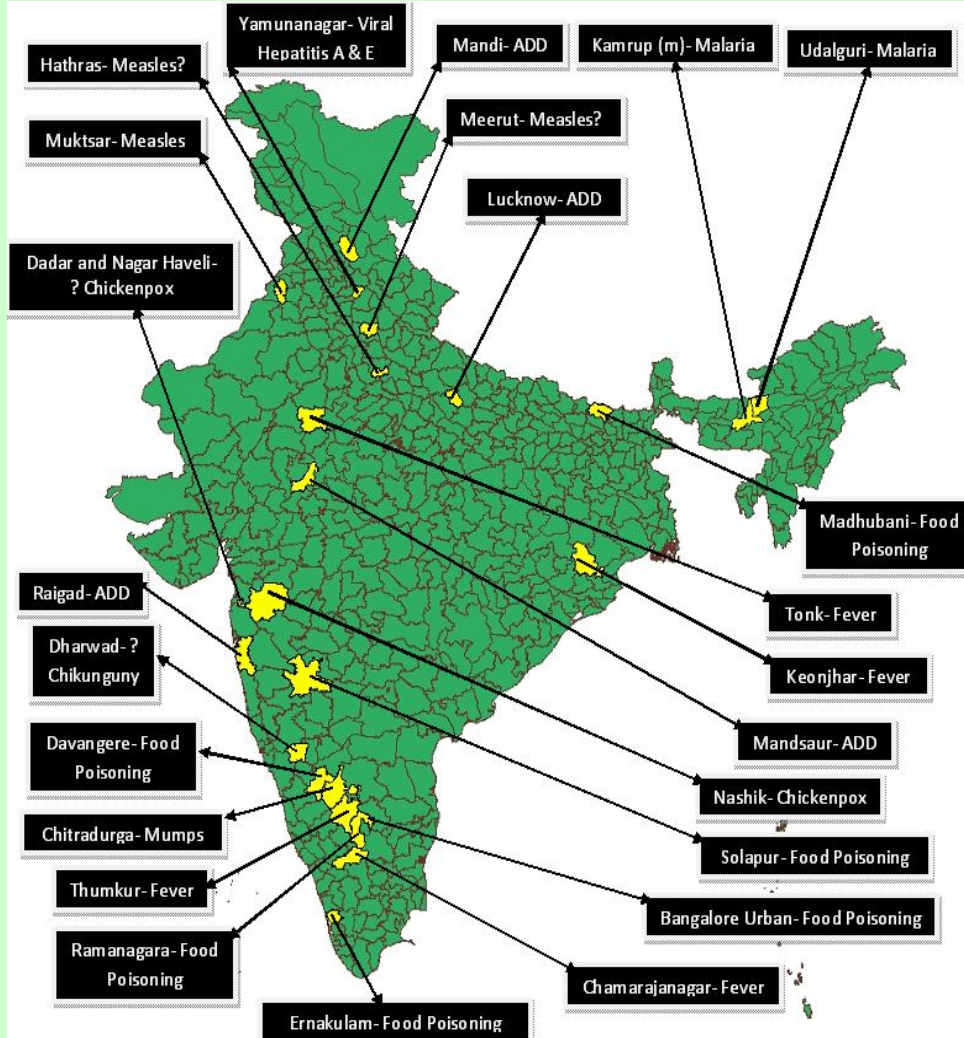 Yamunanagar- Viral
Hepatitis A & E
Mandi- ADD
Kamrup (m)- Malaria
Udalguri- Malaria
Hathras- Measles?
Meerut- Measles?
Muktsar- Measles
Lucknow- ADD
Dadar and Nagar Haveli-
? Chickenpox
Madhubani- Food
Poisoning
Raigad- ADD
Tonk- Fever
Dharwad- ?
Chikunguny
Keonjhar- Fever
Mandsaur- ADD
Davangere- Food
Poisoning
Nashik- Chickenpox
Chitradurga- Mumps
Solapur- Food Poisoning
Thumkur- Fever
Bangalore Urban- Food Poisoning
Ramanagara- Food
Poisoning
Chamarajanagar- Fever
Ernakulam- Food Poisoning